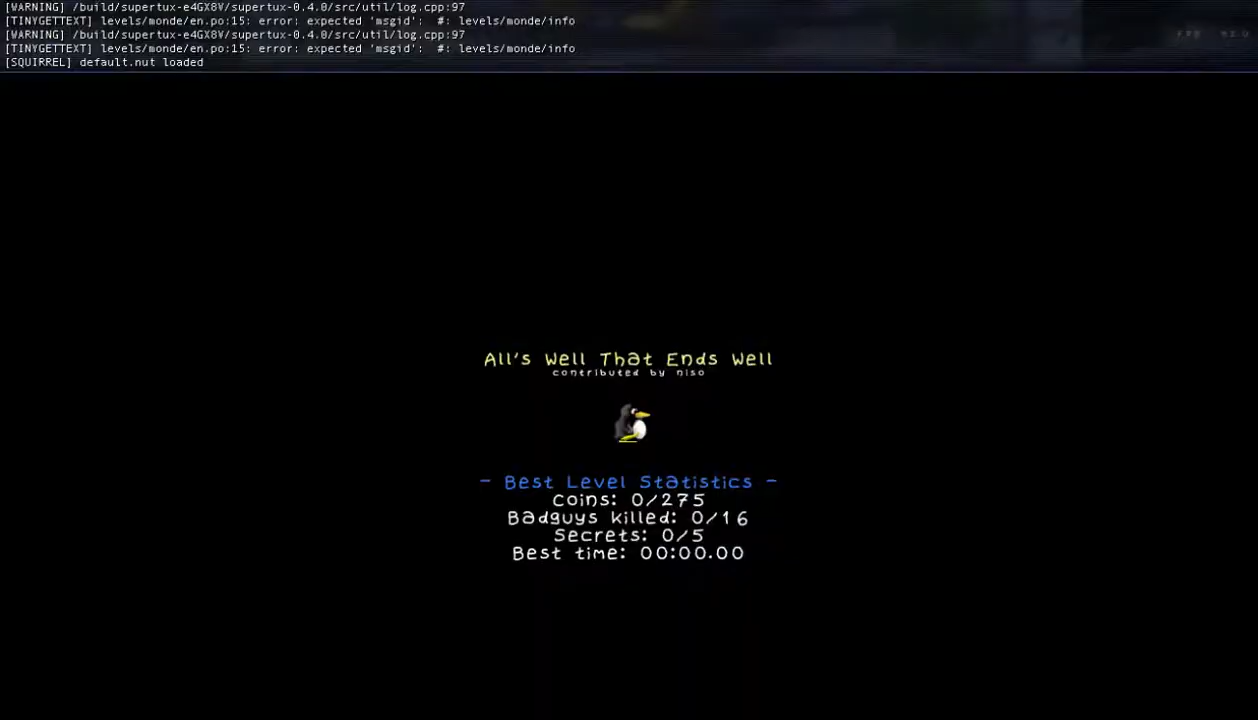 [WARNING] /build/supertux-e4GX8V/supertux-0.4.0/src/util/log.cpp:97
[TINYGETTEXT] levels/monde/en.po:15: error: expected 'msgid':  #: levels/monde/info
[WARNING] /build/supertux-e4GX8V/supertux-0.4.0/src/util/log.cpp:97
[TINYGETTEXT] levels/monde/en.po:15: error: expected 'msgid':  #: levels/monde/info
[SQUIRREL] default.nut loaded
All's Well That Ends Well
contributed by niso
- Best Level Statistics -
Coins: 0/275
Badguys killed: 0/16
Secrets: 0/5
Best time: 00:00.00